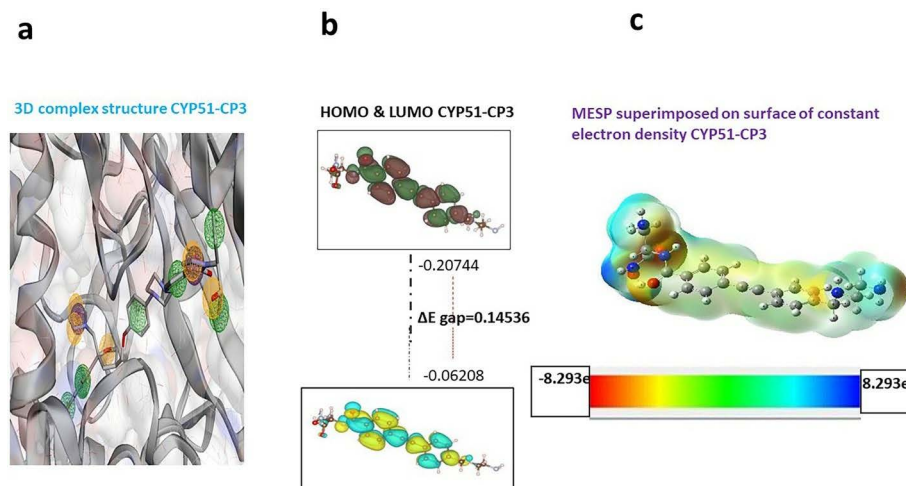 a
b
c
3D complex structure CYP51-CP3
HOMO & LUMO CYP51-CP3
MESP superimposed on surface of constant
electron density CYP51-CP3
-0.20744
ΔE gap=0.14536
-0.06208
-8.293e
8.293e